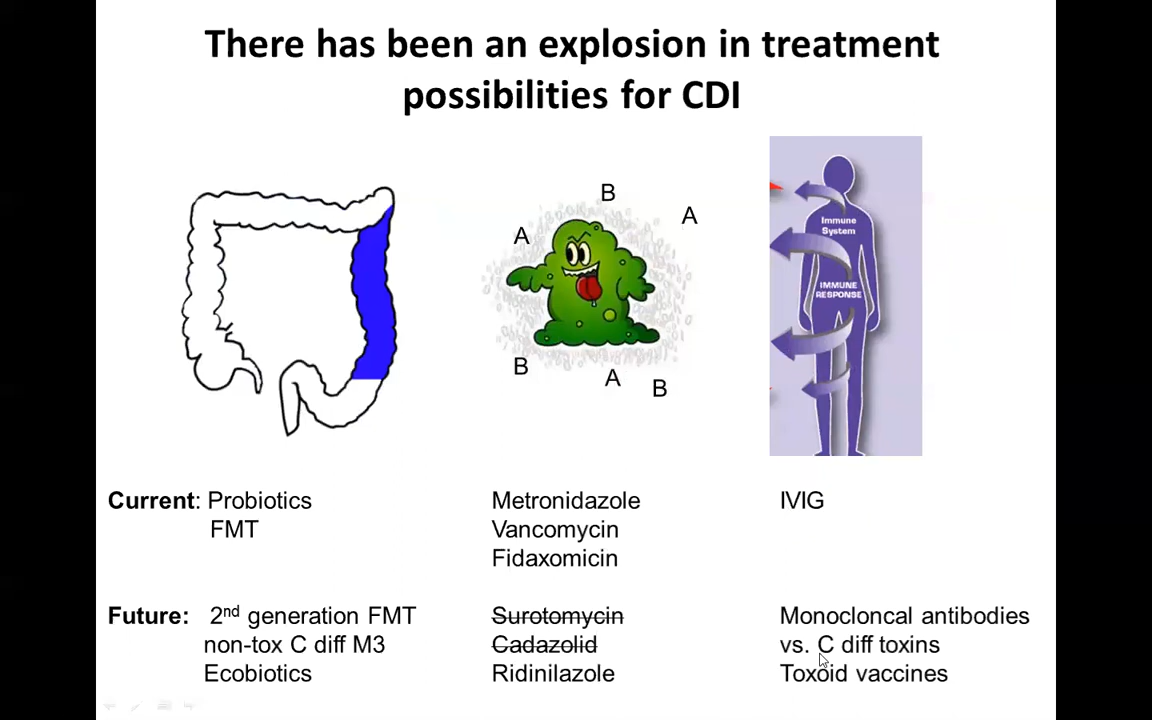 There has been an explosion in treatment
possibilities for CDI
B
A
A
B
A
B
Immune
System
IMMUNE
RESPONSE
Current: Probiotics
FMT
Metronidazole
Vancomycin
Fidaxomicin
IVIG
Future: 2nd generation FMT
non-tox C diff M3
Ecobiotics
Surotomycin
Cadazolid
Ridinilazole
Monocloncal antibodies
vs. C diff toxins
Toxoid vaccines